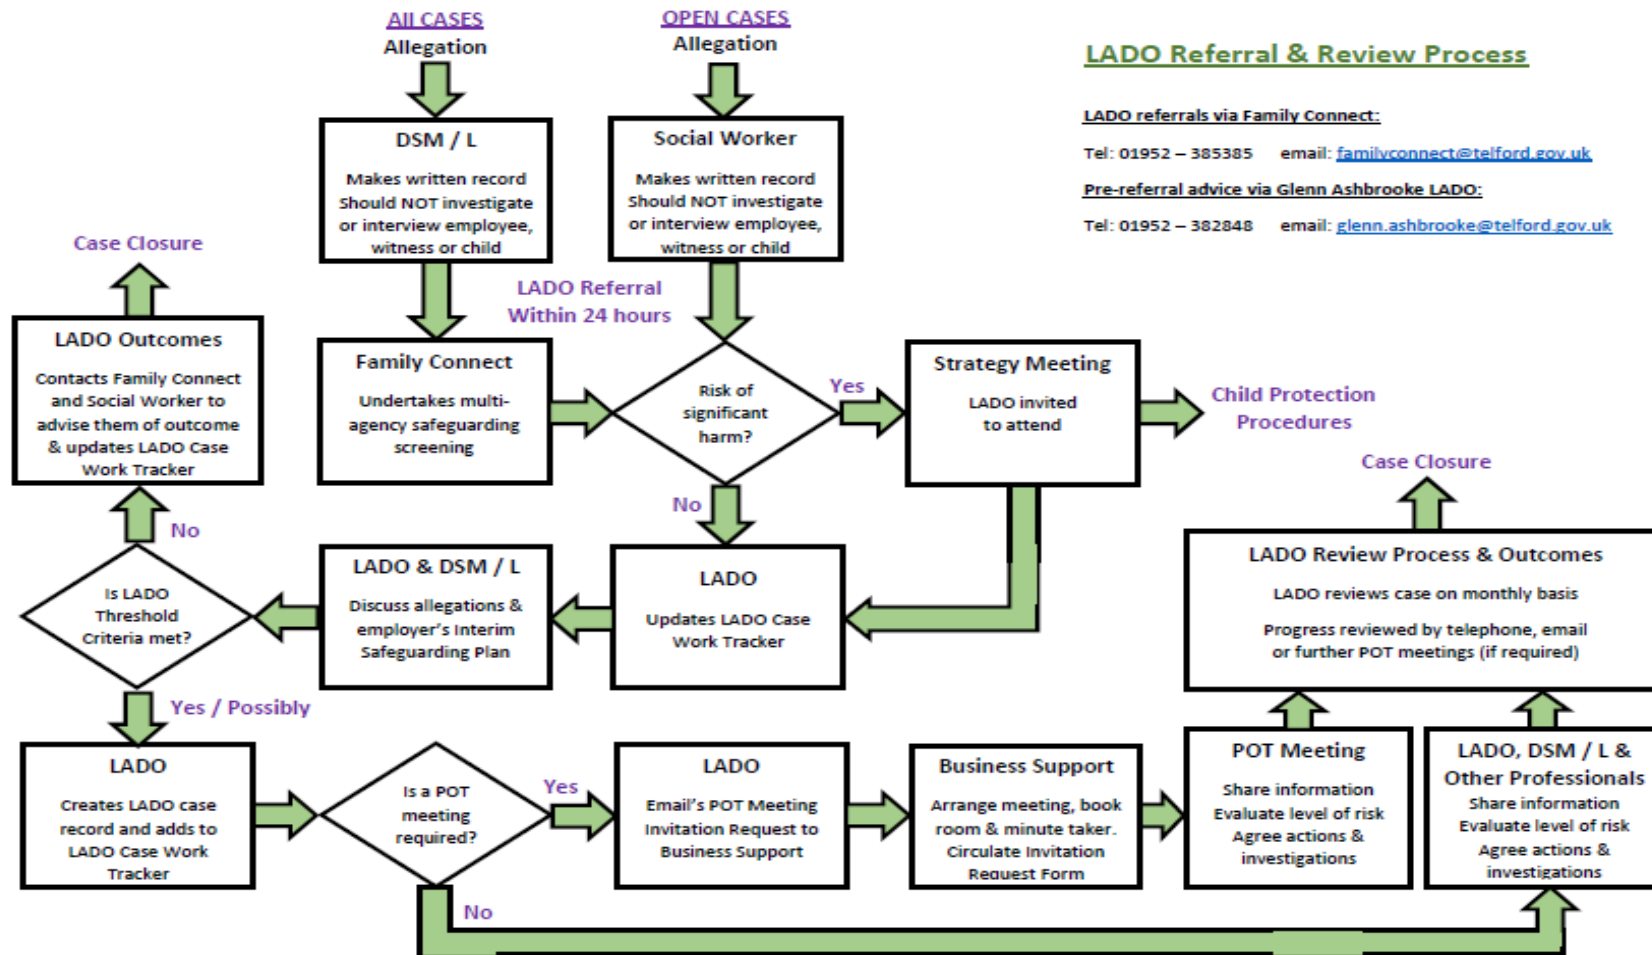 All CASES
Allegation
OPEN CASES
Allegation
LADO Referral & Review Process
LADO referrals via Family Connect:
Tel: 01952 – 385385 email: familyconnect@telford.gov.uk
Pre-referral advice via Glenn Ashbrooke LADO:
Tel: 01952 – 382848 email: glenn.ashbrooke@telford.gov.uk
DSM / L
Makes written record
Should NOT investigate
or interview employee,
witness or child
Social Worker
Makes written record
Should NOT investigate
or interview employee,
witness or child
LADO Referral
Within 24 hours
Case Closure
LADO Outcomes
Contacts Family Connect
and Social Worker to
advise them of outcome
& updates LADO Case
Work Tracker
Family Connect
Undertakes multi-
agency safeguarding
screening
Risk of
significant
harm?
Yes
Strategy Meeting
LADO invited
to attend
Child Protection
Procedures
No
No
Is LADO
Threshold
Criteria met?
LADO & DSM / L
Discuss allegations &
employer's Interim
Safeguarding Plan
LADO
Updates LADO Case
Work Tracker
Case Closure
LADO Review Process & Outcomes
LADO reviews case on monthly basis
Progress reviewed by telephone, email
or further POT meetings (if required)
Yes / Possibly
LADO
Creates LADO case
record and adds to
LADO Case Work
Tracker
Is a POT
meeting
required?
Yes
LADO
Email's POT Meeting
Invitation Request to
Business Support
Business Support
Arrange meeting, book
room & minute taker.
Circulate Invitation
Request Form
POT Meeting
Share information
Evaluate level of risk
Agree actions &
investigations
LADO, DSM / L &
Other Professionals
Share information
Evaluate level of risk
Agree actions &
investigations
No